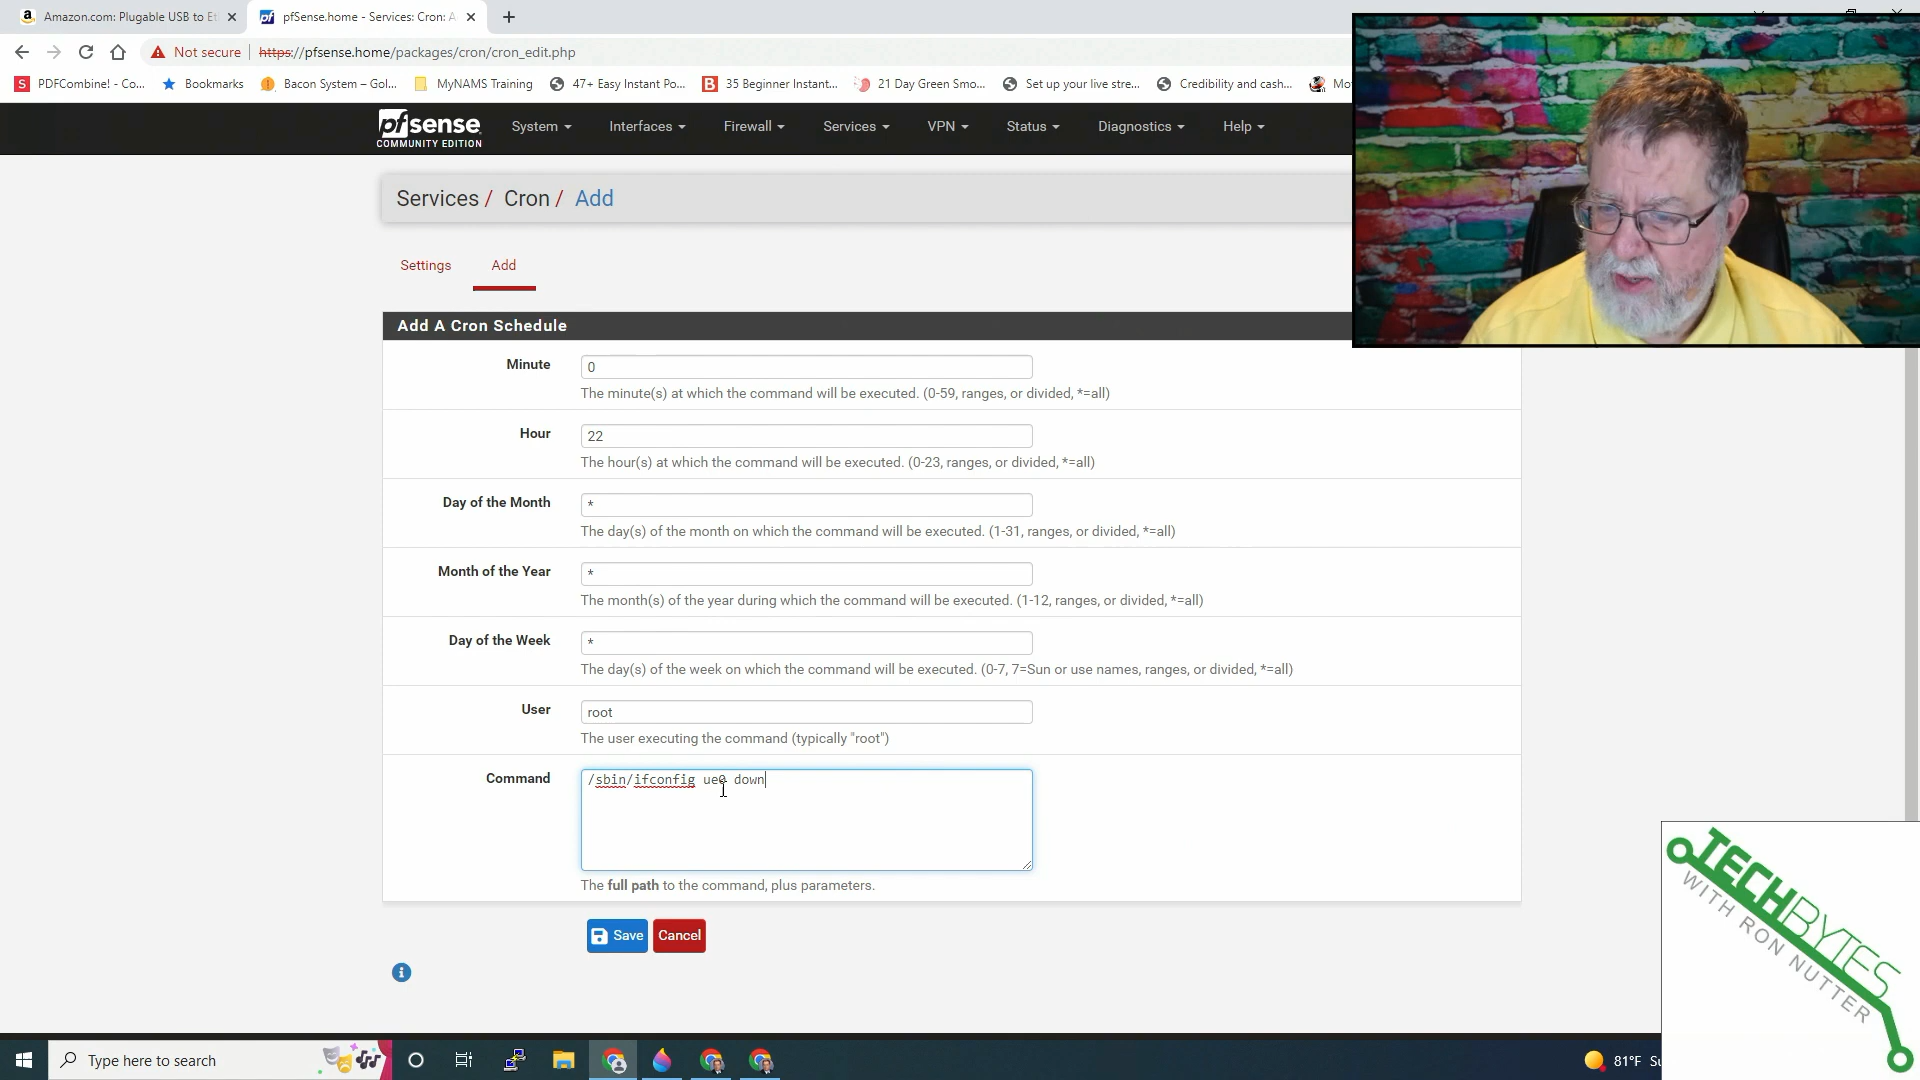 Amazon.com: Plugable USB to Et
pfSense.home - Services: Cron: A
Not secure
https://pfsense.home/packages/cron/cron_edit.php
PDFCombine! - Co...
Bookmarks
Bacon System – Gol...
MyNAMS Training
47+ Easy Instant Po...
35 Beginner Instant...
21 Day Green Smo...
Set up your live stre...
Credibility and cash...
Mov
pfsense
COMMUNITY EDITION
System
Interfaces
Firewall
Services
VPN
Status
Diagnostics
Help
Services / Cron / Add
Settings
Add
Add A Cron Schedule
Minute
0
The minute(s) at which the command will be executed. (0-59, ranges, or divided, *=all)
Hour
22
The hour(s) at which the command will be executed. (0-23, ranges, or divided, *=all)
Day of the Month
*
The day(s) of the month on which the command will be executed. (1-31, ranges, or divided, *=all)
Month of the Year
*
The month(s) of the year during which the command will be executed. (1-12, ranges, or divided, *=all)
Day of the Week
*
The day(s) of the week on which the command will be executed. (0-7, 7=Sun or use names, ranges, or divided, *=all)
User
root
The user executing the command (typically "root")
Command
/sbin/ifconfig ue0 down
The full path to the command, plus parameters.
Save
Cancel
TECHBYTES
WITH RON NUTTER
Type here to search
81°F Su